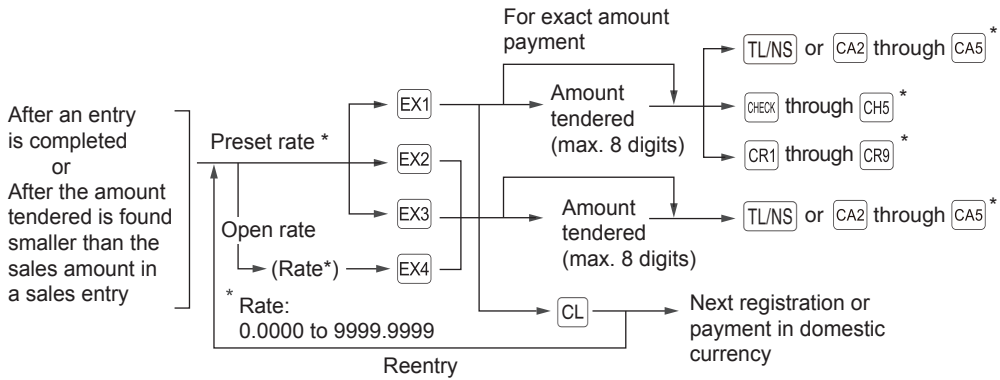 After an entry
is completed
or
After the amount
tendered is found
smaller than the
sales amount in
a sales entry
Preset rate *
Open rate
(Rate*)
* Rate:
0.0000 to 9999.9999
Reentry
EX1
EX2
EX3
EX4
For exact amount
payment
Amount
tendered
(max. 8 digits)
TL/NS or CA2 through CA5 *
CHECK through CH5 *
CR1 through CR9 *
Amount
tendered
(max. 8 digits)
TL/NS or CA2 through CA5 *
CL
Next registration or
payment in domestic
currency